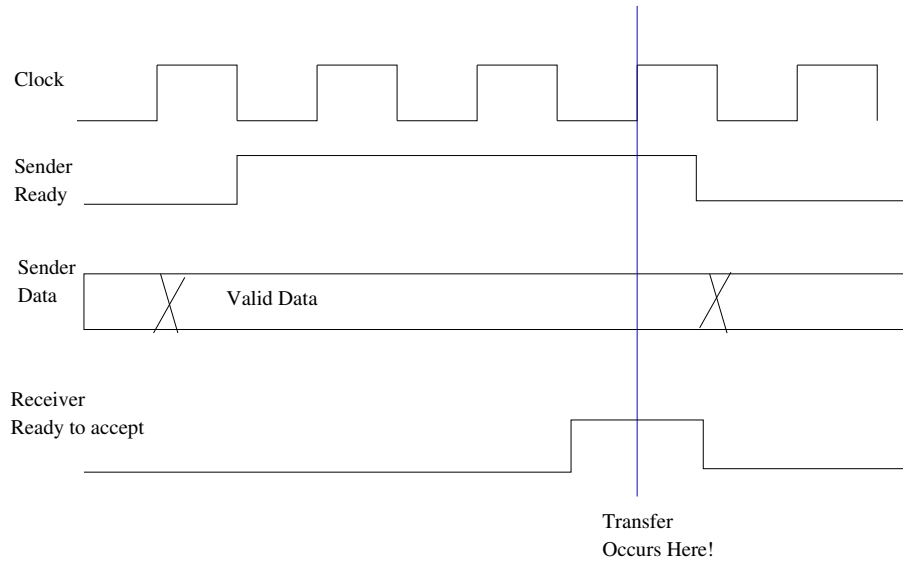 Clock
Sender
Ready
Sender
Data
Valid Data
Receiver
Ready to accept
Transfer
Occurs Here!